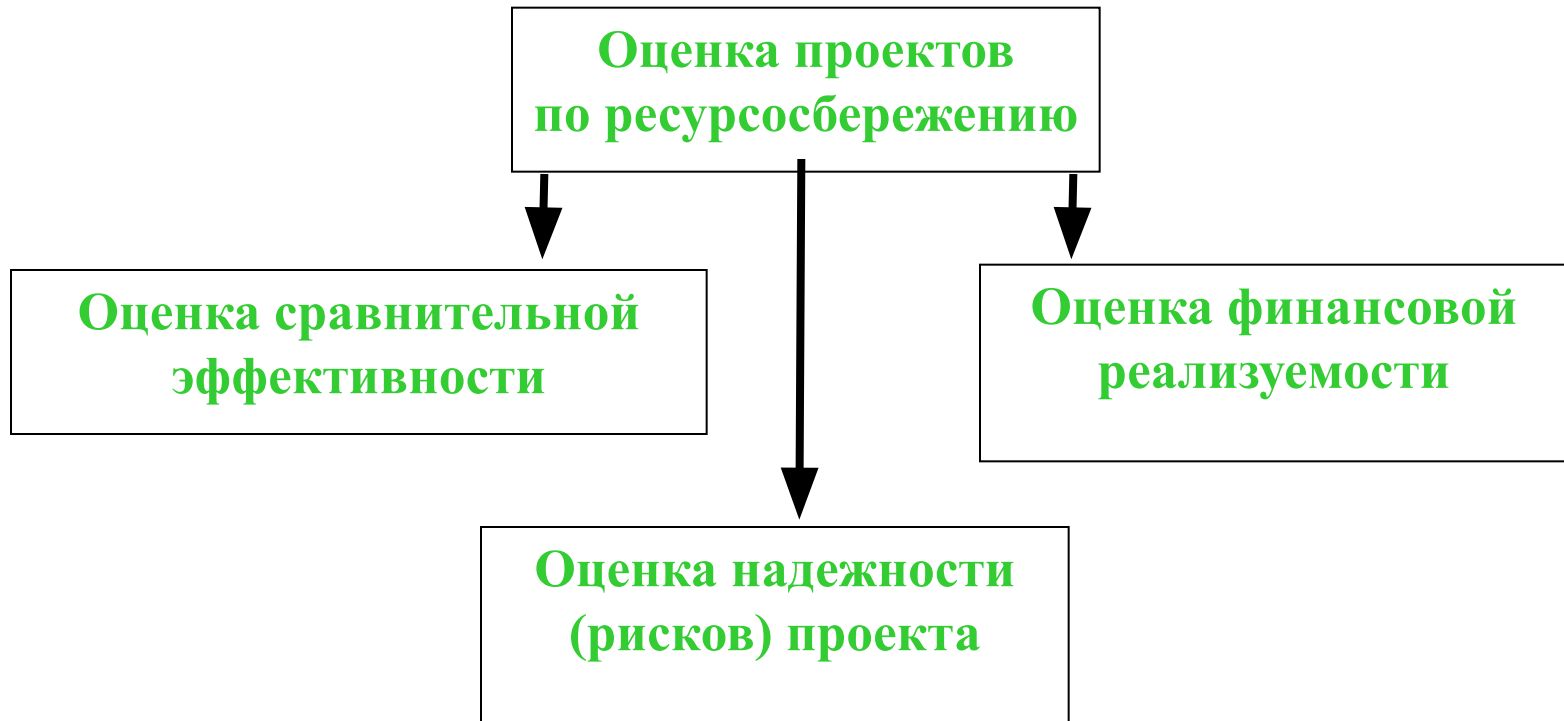 Оценка проектов
по ресурсосбережению
Оценка сравнительной
эффективности
Оценка финансовой
реализуемости
Оценка надежности
(рисков) проекта